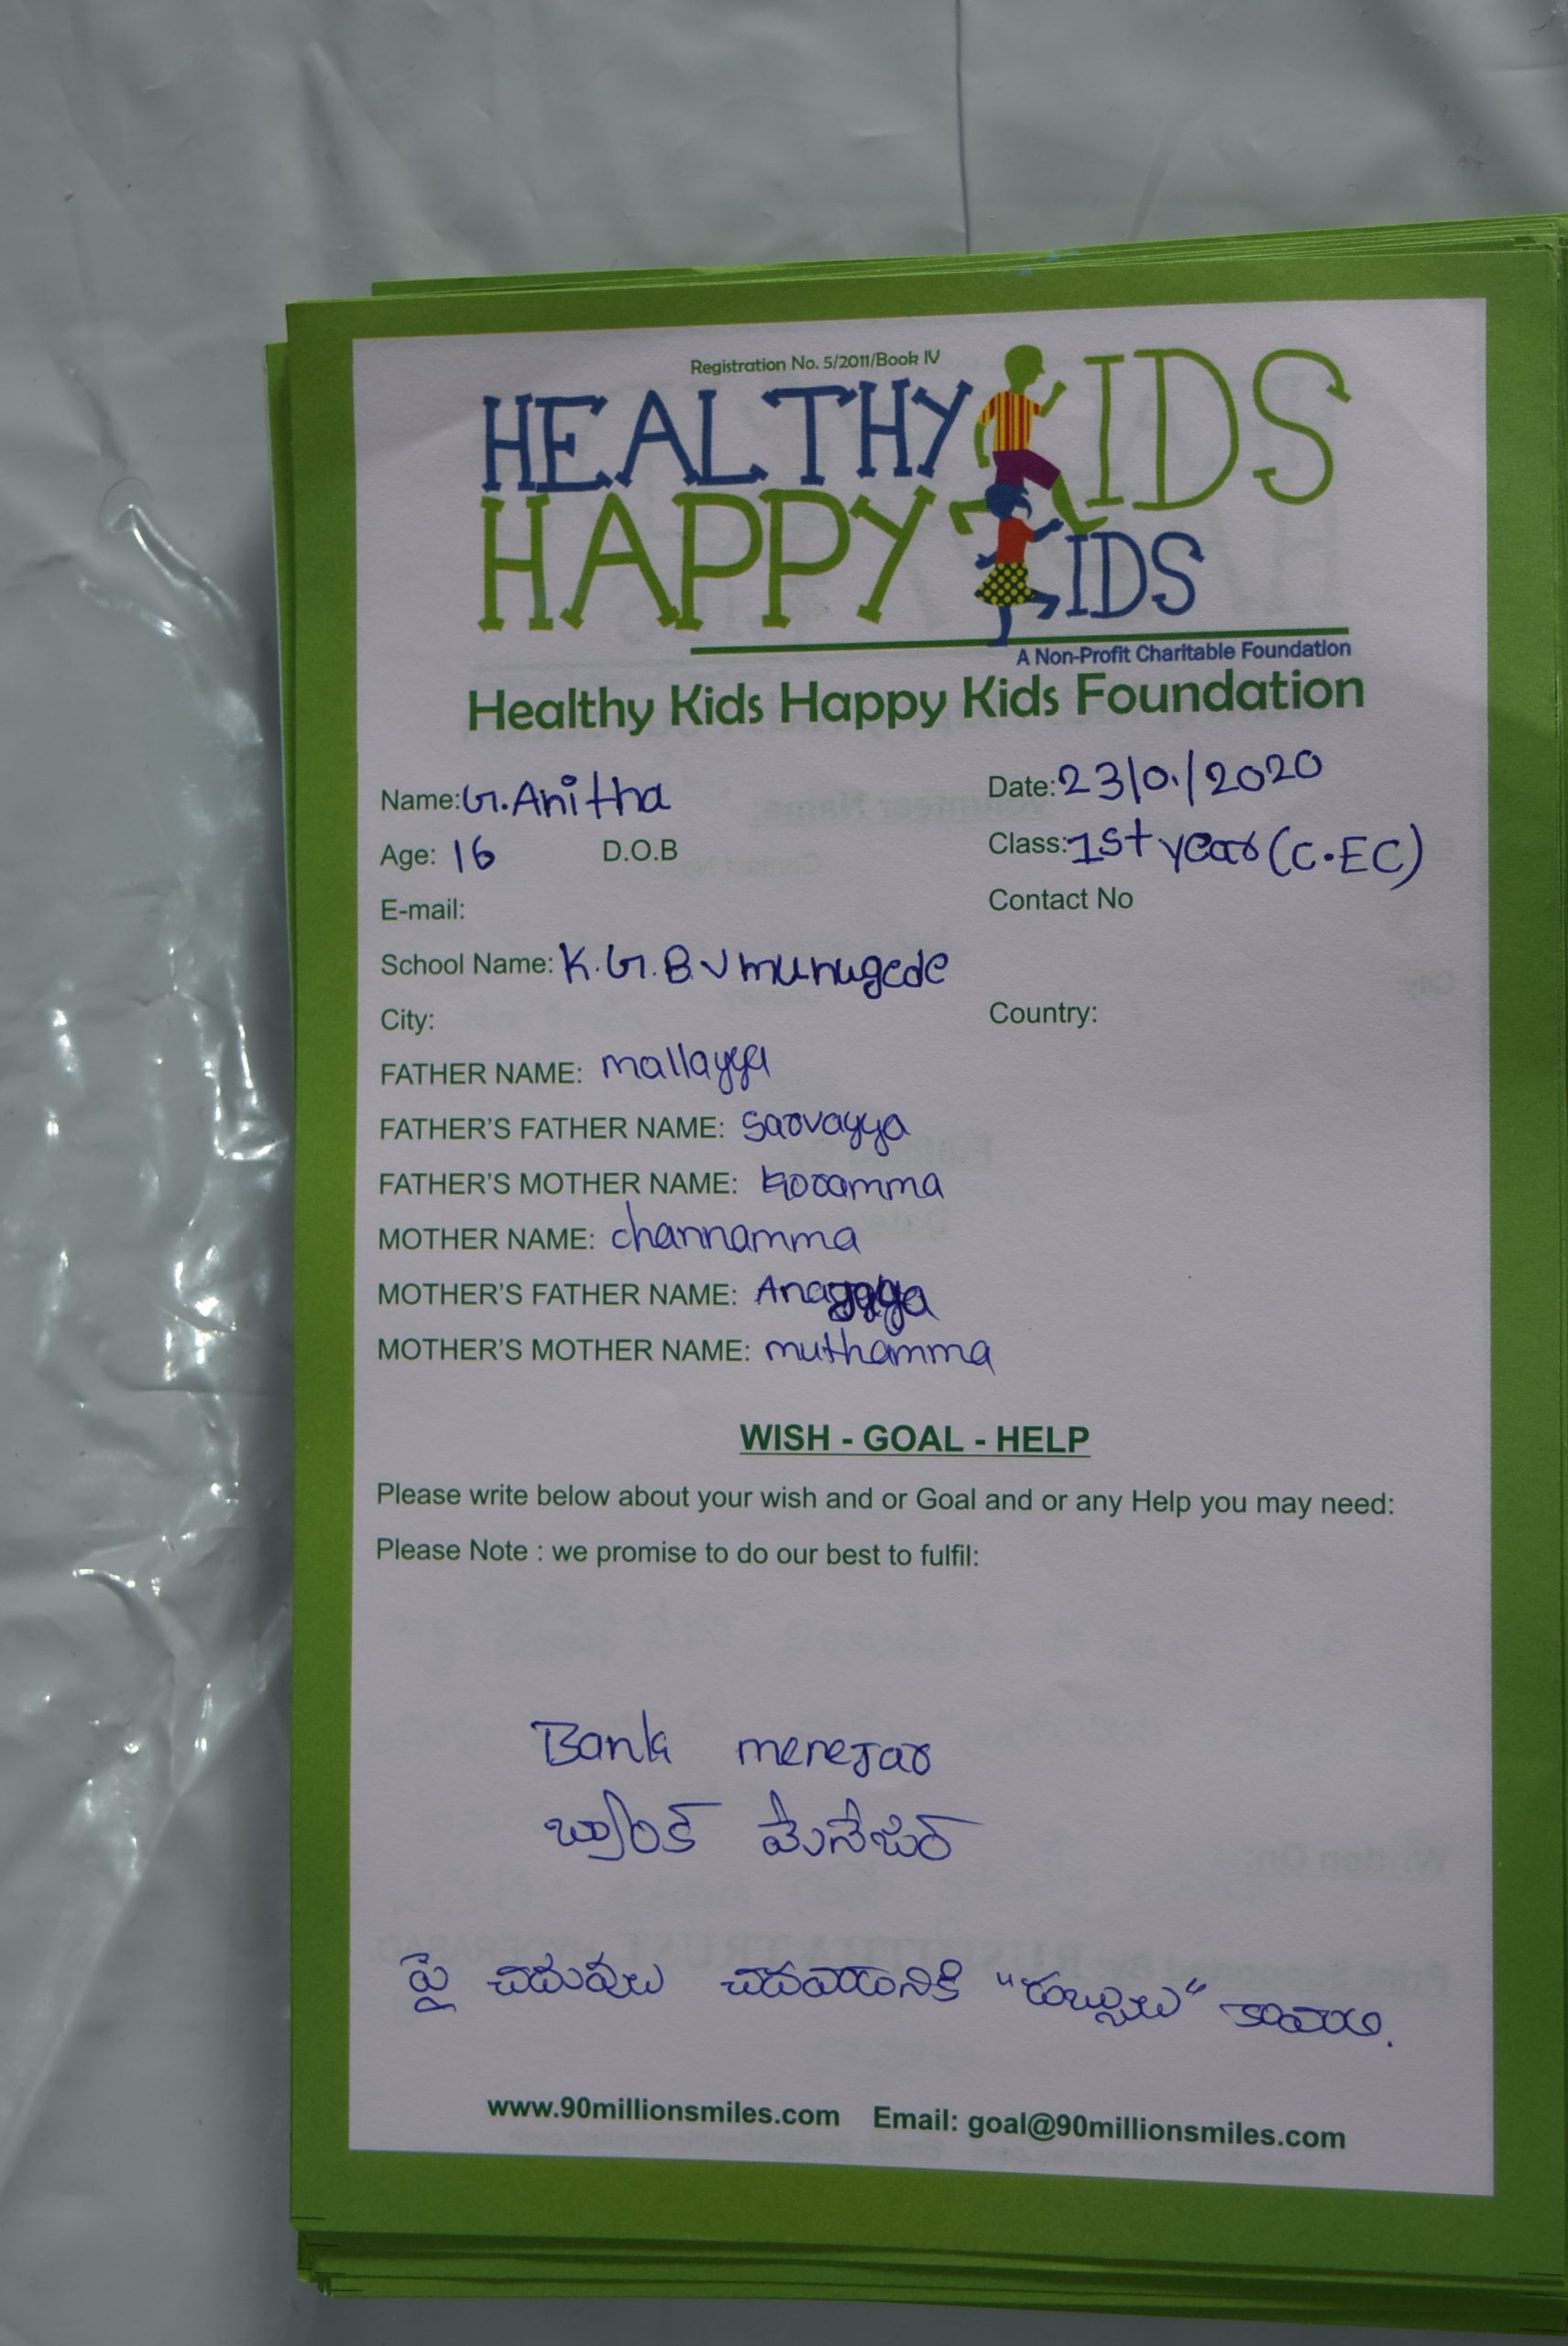 Registration No. 5/2011/Book IV
HEALTHY KIDS
HAPPY KIDS
A Non-Profit Charitable Foundation
Healthy Kids Happy Kids Foundation
Name: G.Anitha Date: 23/01/2020
Age: 16 D.O.B Class: 1st year (C.EC)
E-mail: Contact No
School Name: K.G.B.V munugede
City: Country:
FATHER NAME: mallayya
FATHER'S FATHER NAME: Sarvayya
FATHER'S MOTHER NAME:
MOTHER NAME: channamma
MOTHER'S FATHER NAME:
MOTHER'S MOTHER NAME: muthamma
WISH - GOAL - HELP
Please write below about your wish and or Goal and or any Help you may need:
Please Note : we promise to do our best to fulfil:
Bank menejar
బ్యాంక్ మేనేజర్
పై చదువులు చదవడానికి "డబ్బులు" కావాలి.
www.90millionsmiles.com Email: goal@90millionsmiles.com